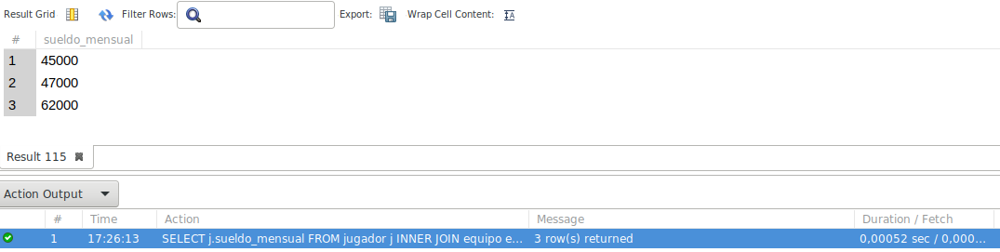 Result Grid Filter Rows: Export: Wrap Cell Content:
# sueldo_mensual
1 45000
2 47000
3 62000
Result 115
Action Output
# Time Action Message Duration / Fetch
1 17:26:13 SELECT j.sueldo_mensual FROM jugador j INNER JOIN equipo e... 3 row(s) returned 0,00052 sec / 0,000...